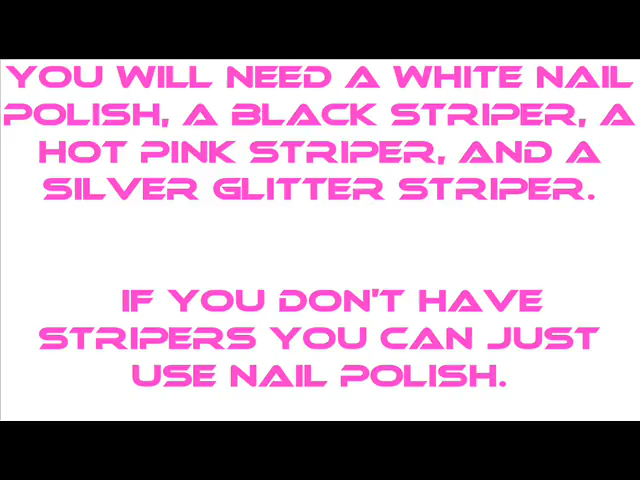 YOU WILL NEED A WHITE NAIL
POLISH, A BLACK STRIPER, A
HOT PINK STRIPER, AND A
SILVER GLITTER STRIPER.
IF YOU DON'T HAVE
STRIPERS YOU CAN JUST
USE NAIL POLISH.